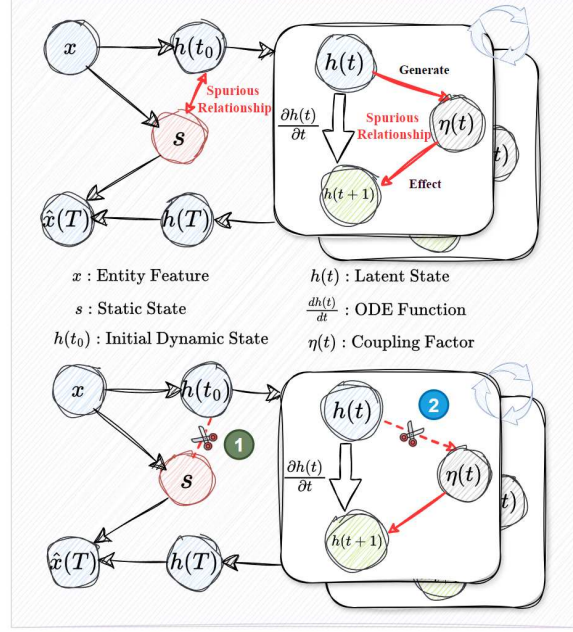 x
h(t₀)
h(t)
Generate
Spurious
Relationship
∂h(t)
∂t
Spurious
Relationship
η(t)
s
t)
Effect
h(t + 1)
x̂(T)
h(T)
x : Entity Feature
h(t) : Latent State
s : Static State
dh(t)/dt : ODE Function
h(t₀) : Initial Dynamic State
η(t) : Coupling Factor
x
h(t₀)
h(t)
2
1
∂h(t)
∂t
s
η(t)
t)
h(t + 1)
x̂(T)
h(T)